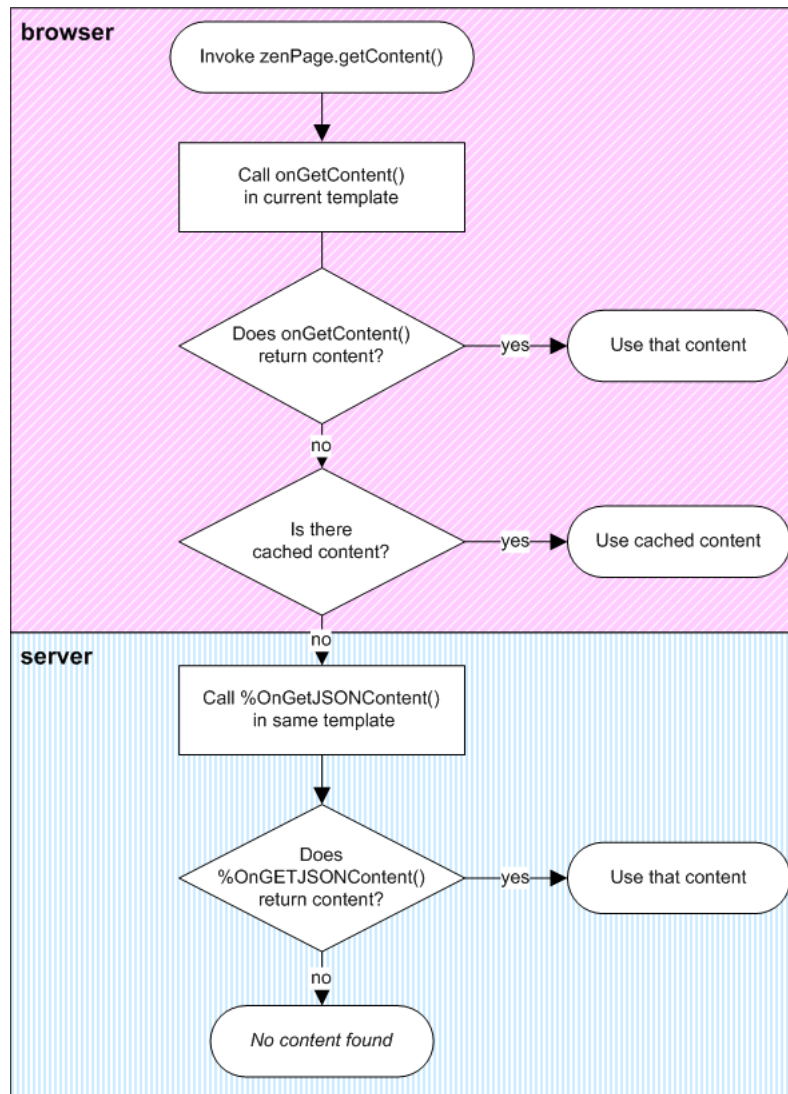 browser
Invoke zenPage.getContent()
Call onGetContent()
in current template
Does onGetContent()
return content?
yes
Use that content
no
Is there
cached content?
yes
Use cached content
no
server
Call %OnGetJSONContent()
in same template
Does
%OnGETJSONContent()
return content?
yes
Use that content
no
No content found